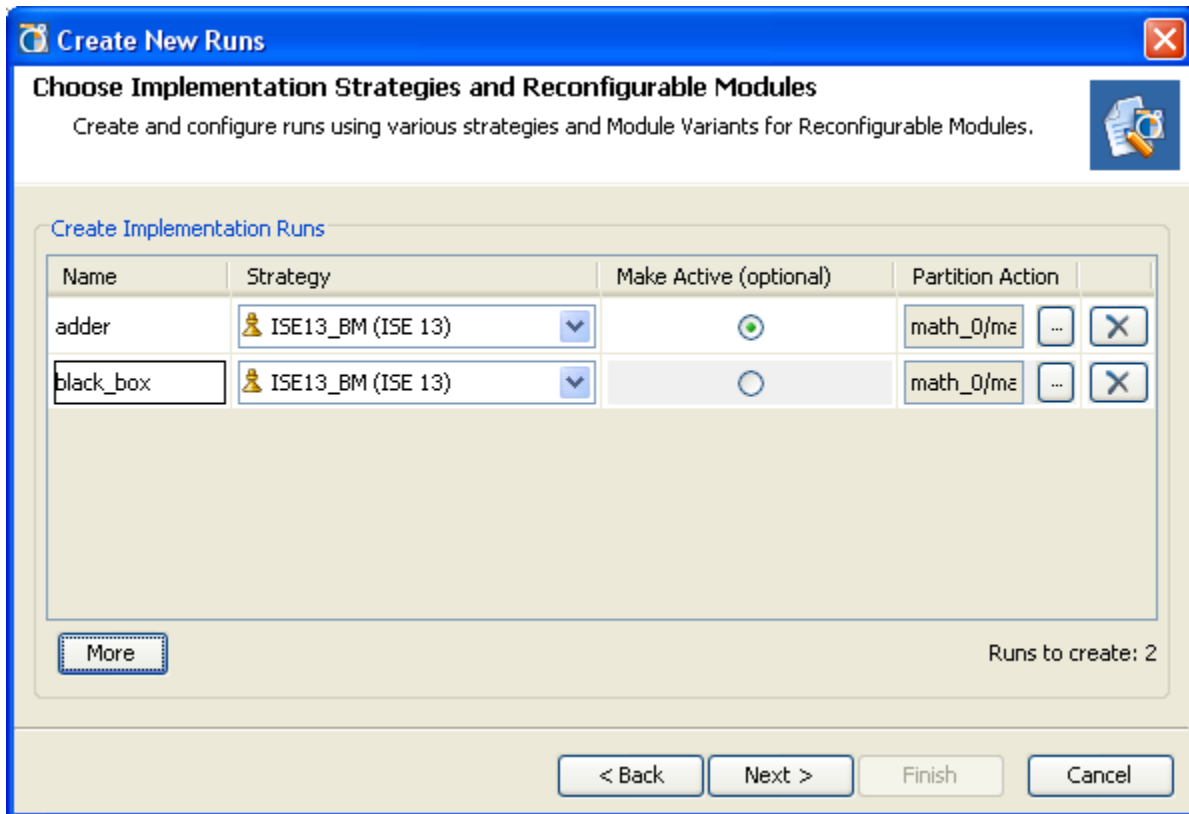 Create New Runs
Choose Implementation Strategies and Reconfigurable Modules
Create and configure runs using various strategies and Module Variants for Reconfigurable Modules.
Create Implementation Runs
Name Strategy Make Active (optional) Partition Action
adder ISE13_BM (ISE 13) math_0/ma ...
black_box ISE13_BM (ISE 13) math_0/ma ...
More Runs to create: 2
< Back Next > Finish Cancel